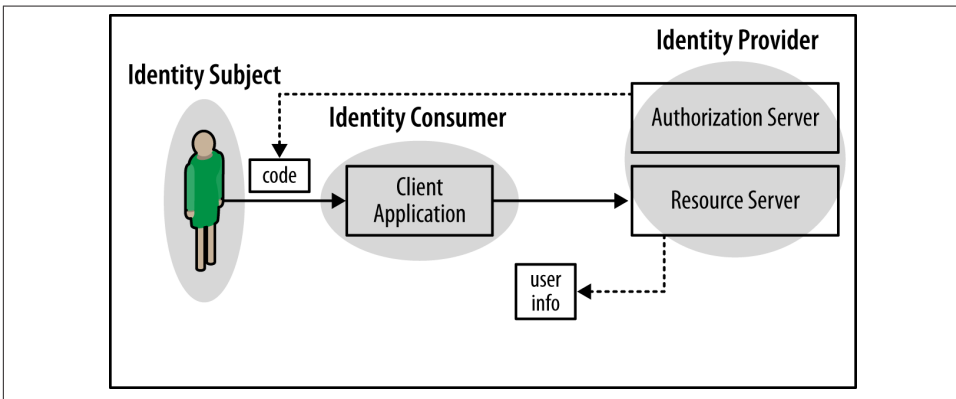 Identity Provider
Identity Subject
Identity Consumer
Authorization Server
code
Client
Application
Resource Server
user
info